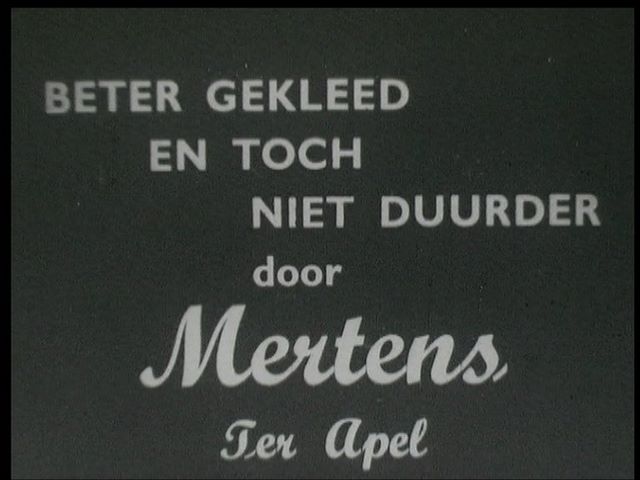 BETER GEKLEED
EN TOCH
NIET DUURDER
door
Mertens,
Ter Apel